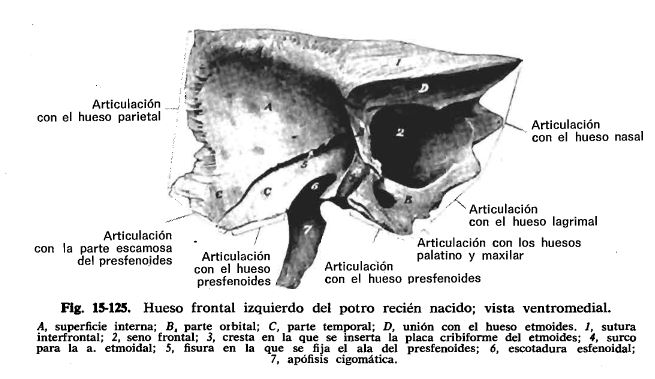 Articulación
con el hueso parietal
Articulación
con la parte escamosa
del presfenoides
Articulación
con el hueso
presfenoides
Articulación
con el hueso presfenoides
Articulación con los huesos
palatino y maxilar
Articulación
con el hueso lagrimal
Articulación
con el hueso nasal
1
D
A
2
5
C
6
B
C
7
Fig. 15-125. Hueso frontal izquierdo del potro recién nacido; vista ventromedial.
A, superficie interna; B, parte orbital; C, parte temporal; D, unión con el hueso etmoides. 1, sutura
interfrontal; 2, seno frontal; 3, cresta en la que se inserta la placa cribiforme del etmoides; 4, surco
para la a. etmoidal; 5, fisura en la que se fija el ala del presfenoides; 6, escotadura esfenoidal;
7, apófisis cigomática.